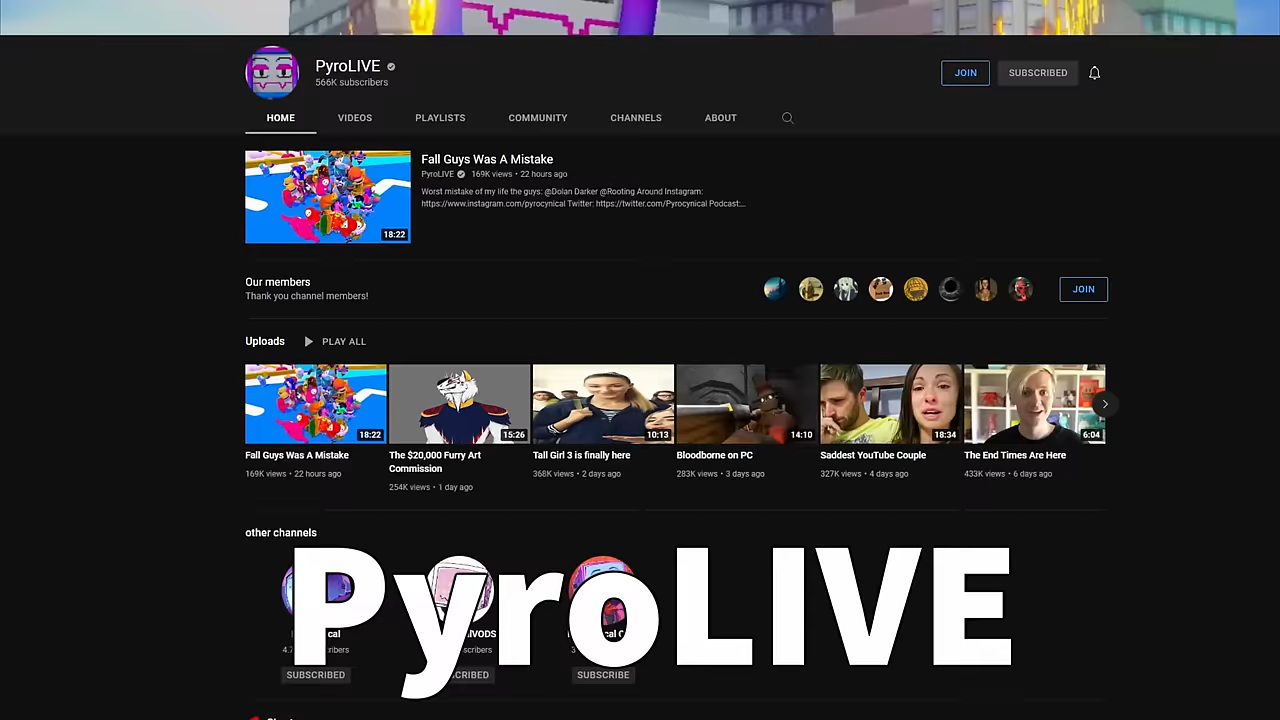 PyroLIVE
566K subscribers
JOIN
SUBSCRIBED
HOME
VIDEOS
PLAYLISTS
COMMUNITY
CHANNELS
ABOUT
18:22
Fall Guys Was A Mistake
PyroLIVE 169K views • 22 hours ago
Worst mistake of my life the guys: @Dolan Darker @Rooting Around Instagram:
https://www.instagram.com/pyrocynical Twitter: https://twitter.com/Pyrocynical Podcast:...
Our members
Thank you channel members!
JOIN
Uploads
PLAY ALL
18:22
Fall Guys Was A Mistake
169K views • 22 hours ago
15:26
The $20,000 Furry Art
Commission
254K views • 1 day ago
10:13
Tall Girl 3 is finally here
368K views • 2 days ago
14:10
Bloodborne on PC
283K views • 3 days ago
18:34
Saddest YouTube Couple
327K views • 4 days ago
6:04
The End Times Are Here
433K views • 6 days ago
other channels
PyroLIVE
SUBSCRIBED
SUBSCRIBE